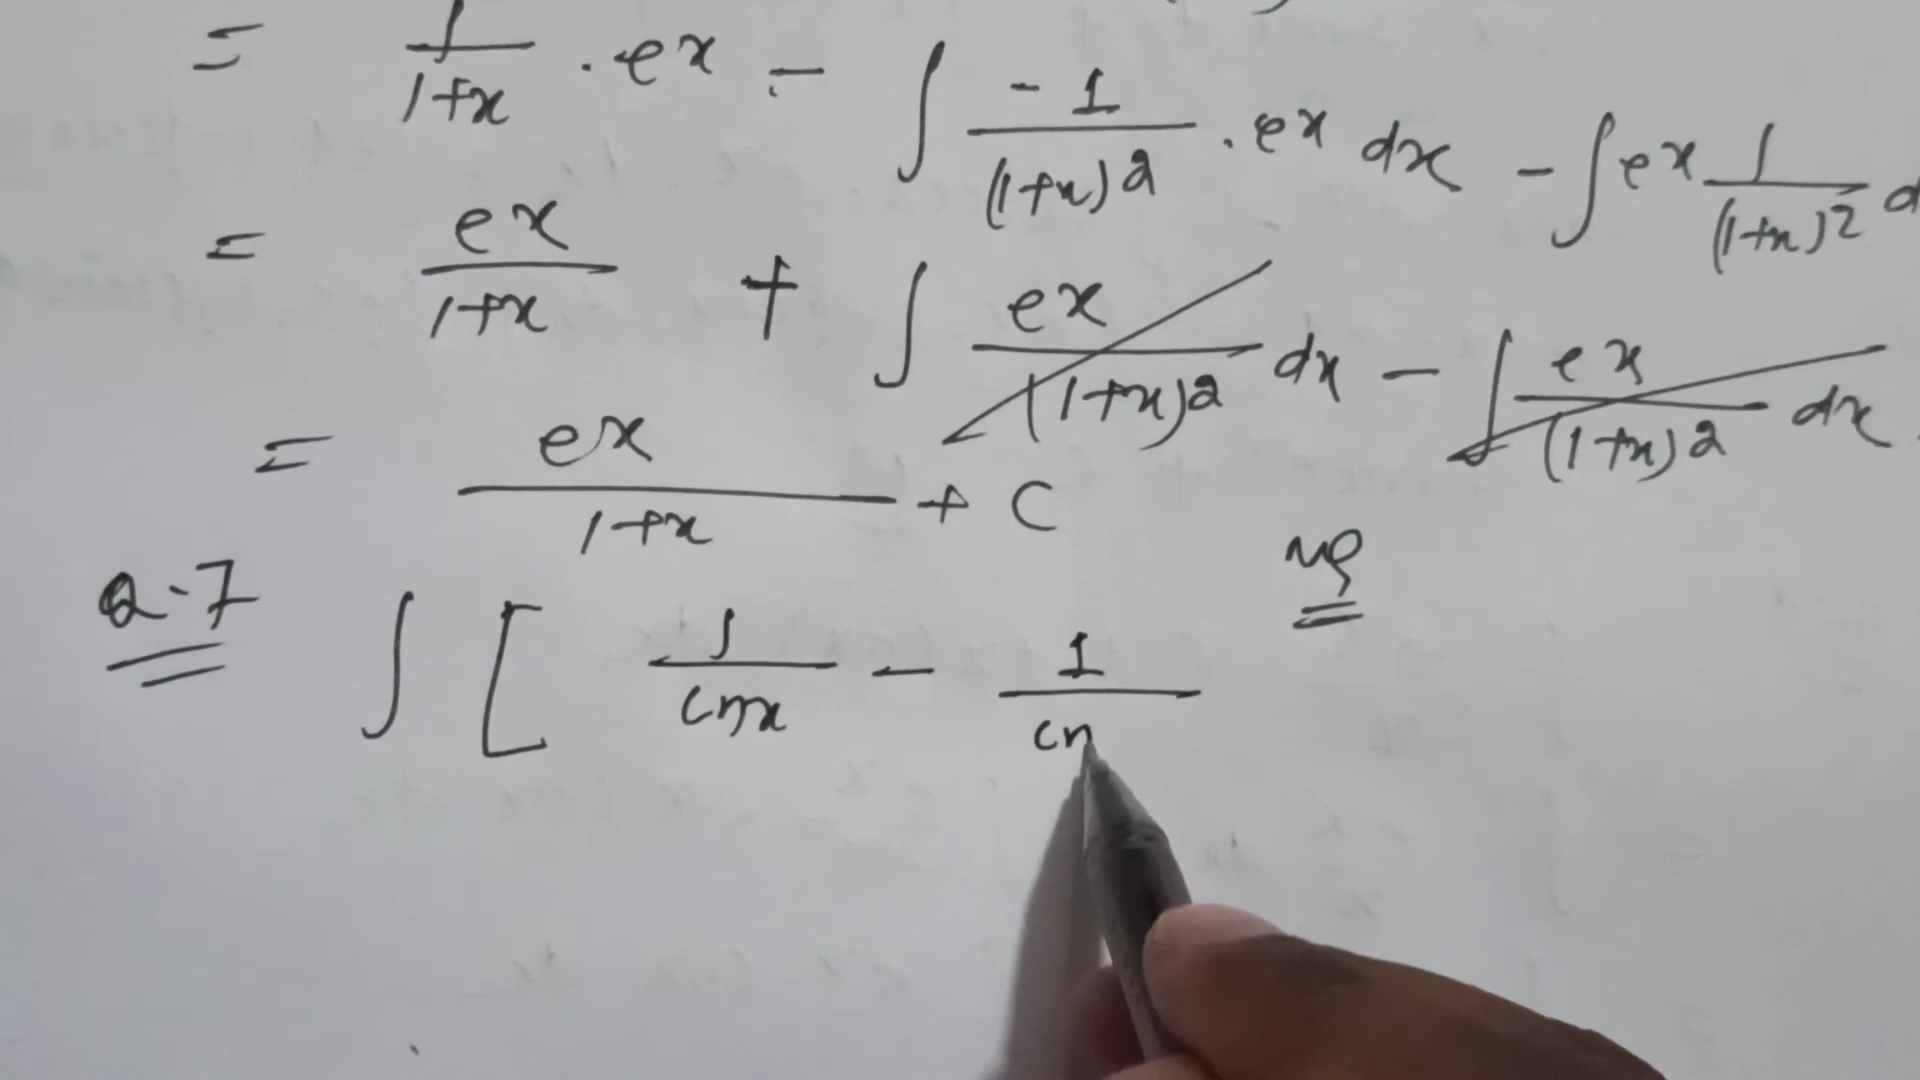 = 1/1+x . ex - ∫ -1/(1+x)2 . ex dx - ∫ ex 1/(1+x)2 d
= ex/1+x + ∫ ex/(1+x)2 dx - ∫ ex/(1+x)2 dx
= ex/1+x + C
Q.7 ∫ [ 1/lnx - 1/ln